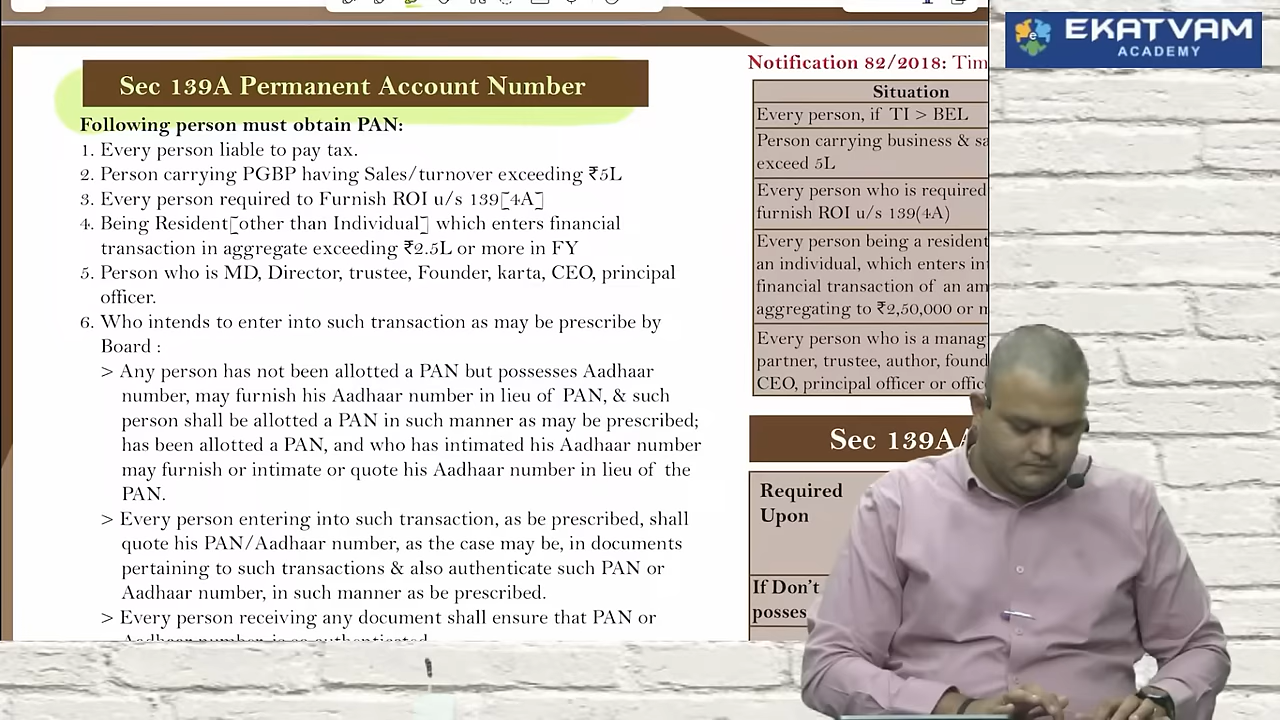 EKATVAM
ACADEMY
Sec 139A Permanent Account Number
Following person must obtain PAN:
1. Every person liable to pay tax.
2. Person carrying PGBP having Sales/turnover exceeding ₹5L
3. Every person required to Furnish ROI u/s 139[4A]
4. Being Resident[other than Individual] which enters financial
transaction in aggregate exceeding ₹2.5L or more in FY
5. Person who is MD, Director, trustee, Founder, karta, CEO, principal
officer.
6. Who intends to enter into such transaction as may be prescribe by
Board :
> Any person has not been allotted a PAN but possesses Aadhaar
number, may furnish his Aadhaar number in lieu of PAN, & such
person shall be allotted a PAN in such manner as may be prescribed;
has been allotted a PAN, and who has intimated his Aadhaar number
may furnish or intimate or quote his Aadhaar number in lieu of the
PAN.
> Every person entering into such transaction, as be prescribed, shall
quote his PAN/Aadhaar number, as the case may be, in documents
pertaining to such transactions & also authenticate such PAN or
Aadhaar number, in such manner as be prescribed.
> Every person receiving any document shall ensure that PAN or
Notification 82/2018:
Situation
Every person, if TI > BEL
Person carrying business &
exceed 5L
Every person who is required
furnish ROI u/s 139(4A)
Every person being a resident
an individual, which enters
financial transaction of an
aggregating to ₹2,50,000 or
Every person who is a
partner, trustee, author,
CEO, principal officer or
Sec 139AA
Required
Upon
If Don't
posses